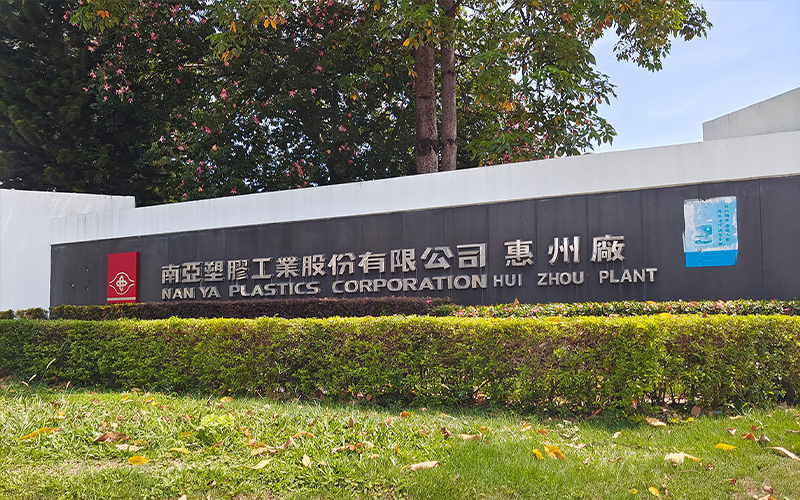 南亞塑膠工業股份有限公司 惠州廠
NAN YA PLASTICS CORPORATION HUI ZHOU PLANT